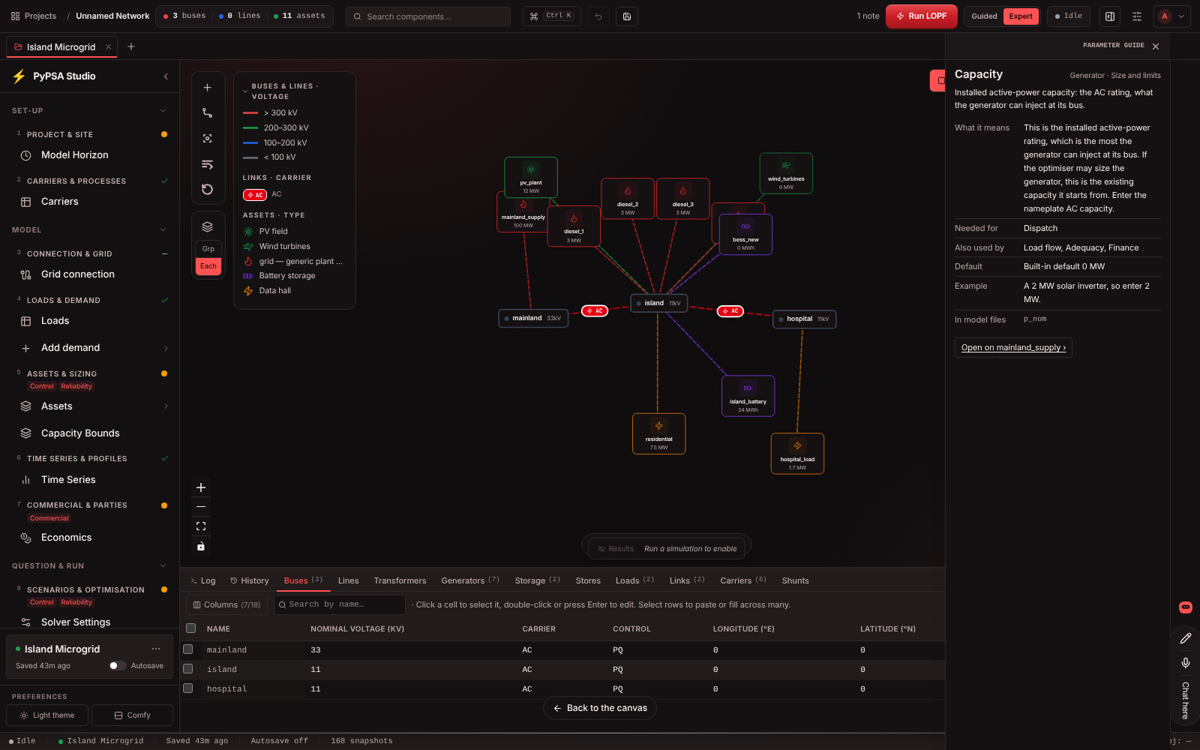 Projects / Unnamed Network
3 buses 0 lines 11 assets
Search components...
⌘ Ctrl K
1 note
Run LOPF
Guided Expert
Idle
A
Island Microgrid
PyPSA Studio
SET-UP
1 PROJECT & SITE
Model Horizon
2 CARRIERS & PROCESSES
Carriers
MODEL
3 CONNECTION & GRID
Grid connection
4 LOADS & DEMAND
Loads
Add demand
5 ASSETS & SIZING
Control Reliability
Assets
Capacity Bounds
6 TIME SERIES & PROFILES
Time Series
7 COMMERCIAL & PARTIES
Commercial
Economics
QUESTION & RUN
8 SCENARIOS & OPTIMISATION
Control Reliability
Solver Settings
Island Microgrid ...
Saved 43m ago Autosave
PREFERENCES
Light theme Comfy
Grp
Each
BUSES & LINES ·
VOLTAGE
> 300 kV
200–300 kV
100–200 kV
< 100 kV
LINKS · CARRIER
AC AC
ASSETS · TYPE
PV field
Wind turbines
grid — generic plant ...
Battery storage
Data hall
pv_plant
12 MW
mainland_supply
100 MW
diesel_1
3 MW
diesel_2
3 MW
diesel_3
3 MW
wind_turbines
6 MW
bess_new
0 MWh
mainland 33kV
AC
island 11kV
AC
hospital 11kV
island_battery
24 MWh
residential
7.5 MW
hospital_load
1.7 MW
Results Run a simulation to enable
Log History Buses (3) Lines Transformers Generators (7) Storage (2) Stores Loads (2) Links (2) Carriers (6) Shunts
Columns (7/18) Search by name... · Click a cell to select it, double-click or press Enter to edit. Select rows to paste or fill across many.
NAME NOMINAL VOLTAGE (KV) CARRIER CONTROL LONGITUDE (°E) LATITUDE (°N)
mainland 33 AC PQ 0 0
island 11 AC PQ 0 0
hospital 11 AC PQ 0 0
Back to the canvas
PARAMETER GUIDE
Capacity Generator · Size and limits
Installed active-power capacity: the AC rating, what
the generator can inject at its bus.
What it means This is the installed active-power
rating, which is the most the
generator can inject at its bus. If
the optimiser may size the
generator, this is the existing
capacity it starts from. Enter the
nameplate AC capacity.
Needed for Dispatch
Also used by Load flow, Adequacy, Finance
Default Built-in default 0 MW
Example A 2 MW solar inverter, so enter 2
MW.
In model files p_nom
Open on mainland_supply ›
Chat here
Idle Island Microgrid Saved 43m ago Autosave off 168 snapshots